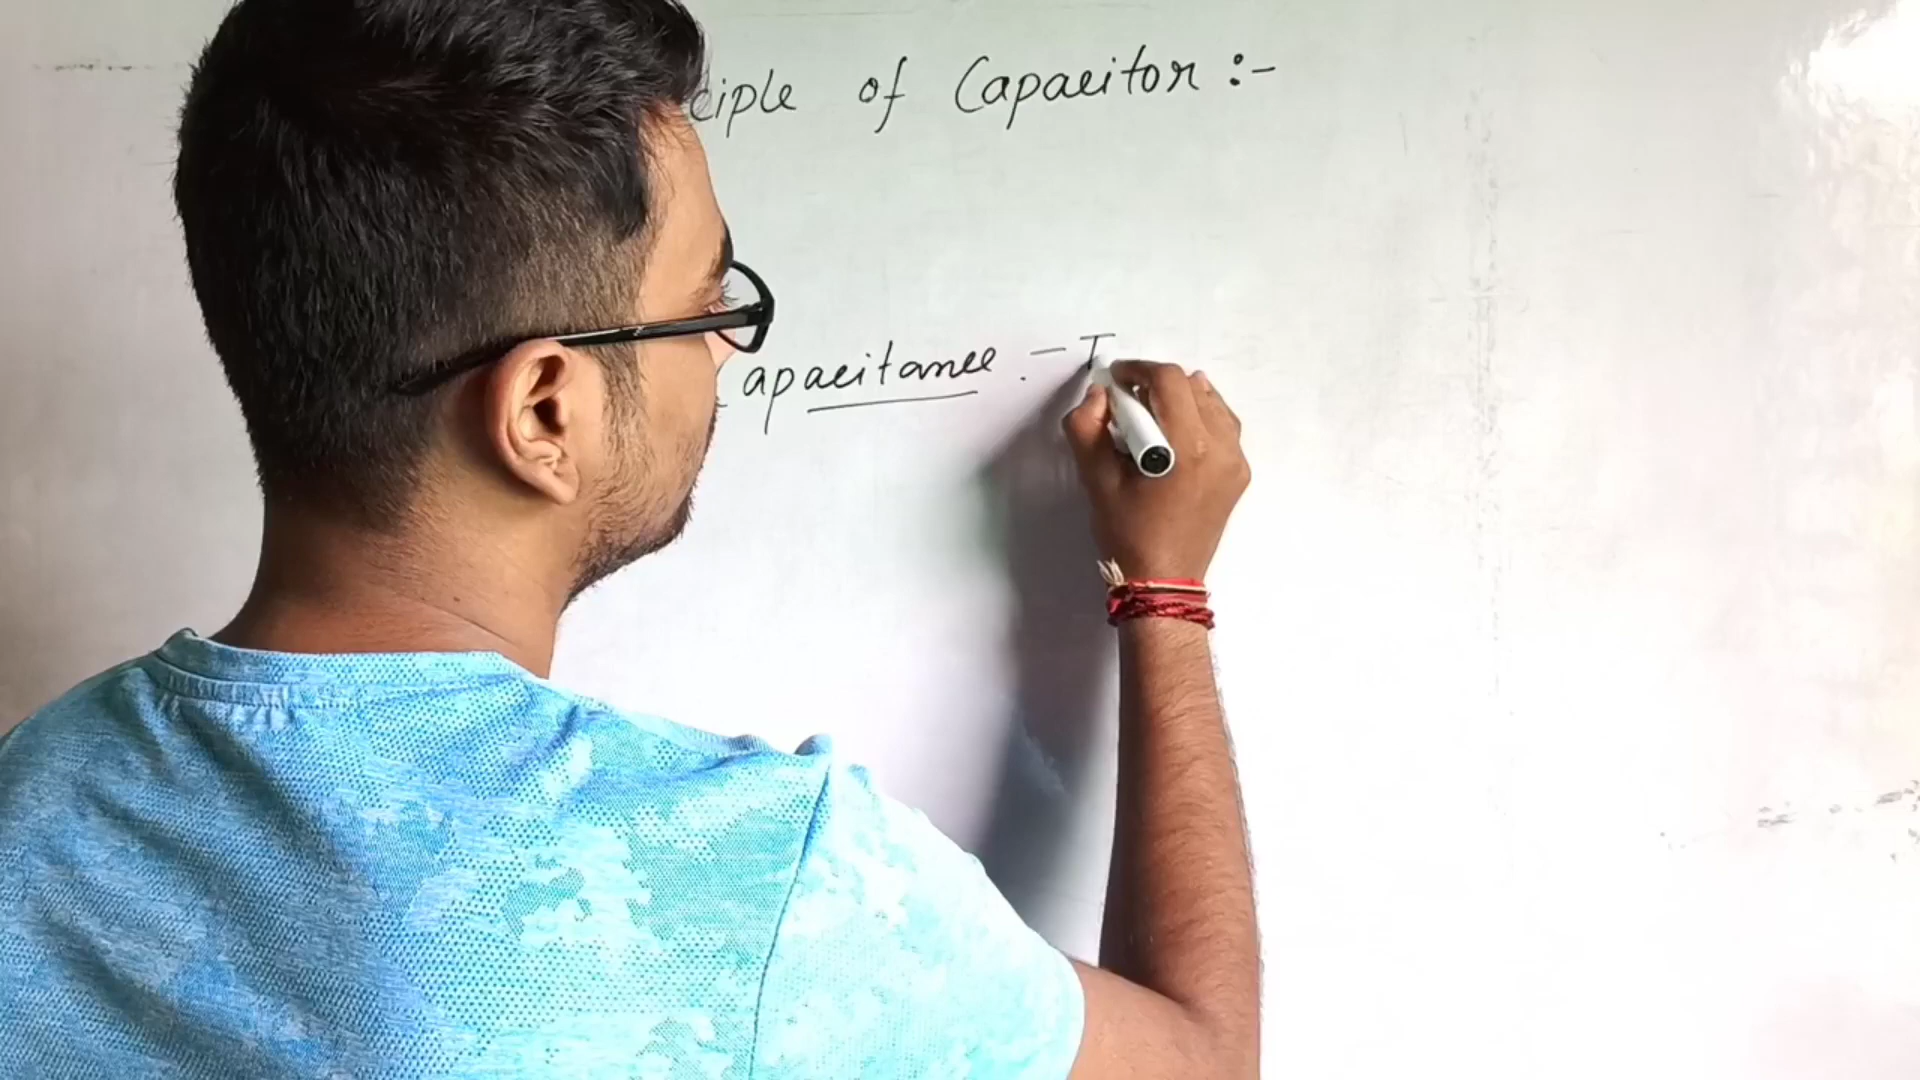 ciple of Capacitor :-
apacitance :- I